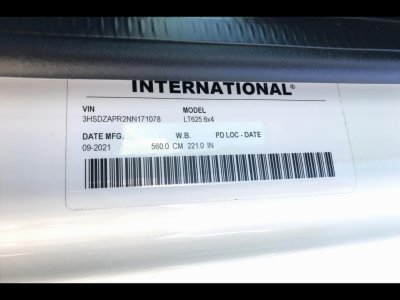 INTERNATIONAL®
VIN MODEL
3HSDZAPR2NN171078 LT625 6x4
DATE MFG. W.B. PD LOC - DATE
09-2021 560.0 CM 221.0 IN